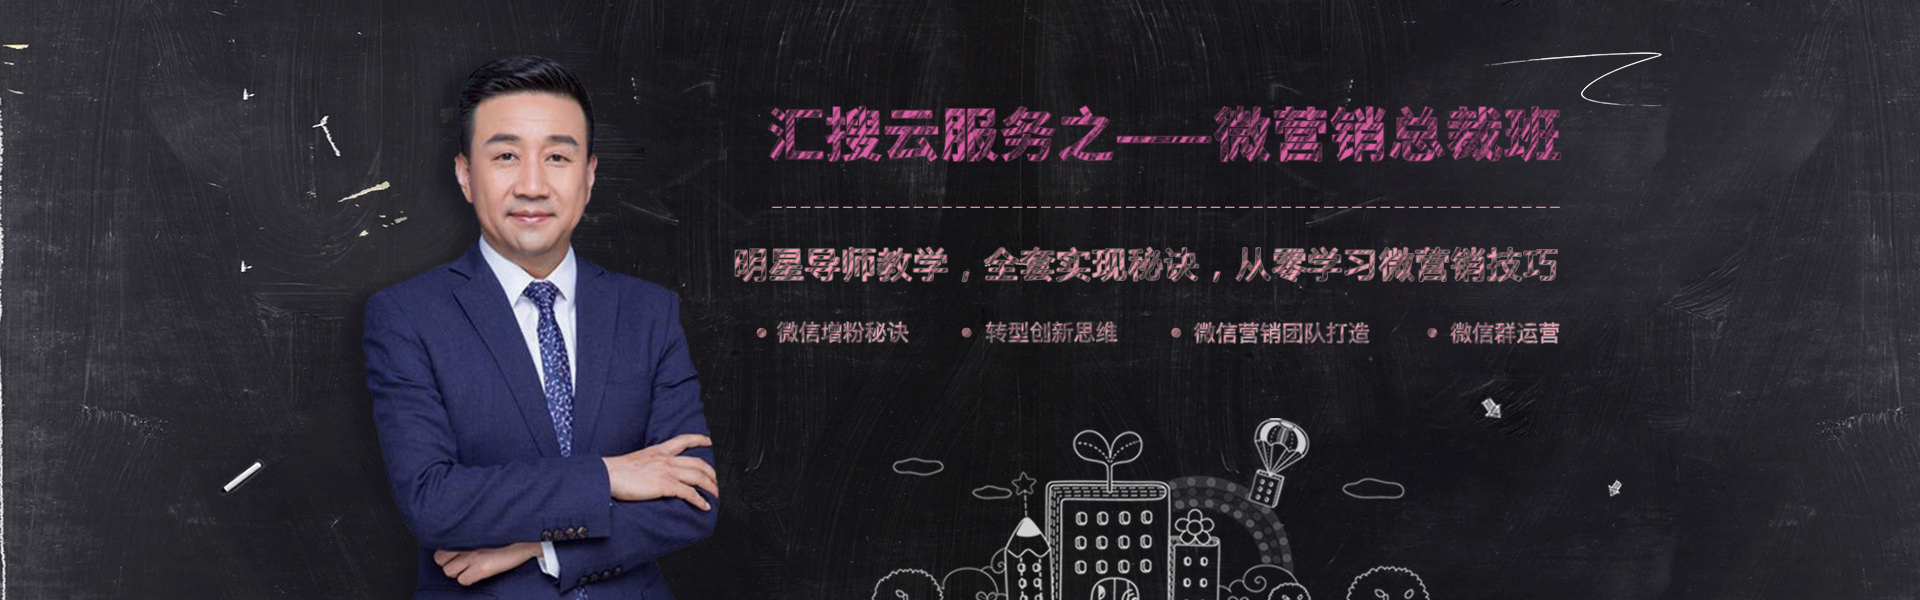 汇搜云服务之——微营销总裁班
明星导师教学，全套实现秘诀，从零学习微营销技巧
• 微信增粉秘诀 • 转型创新思维 • 微信营销团队打造 • 微信群运营